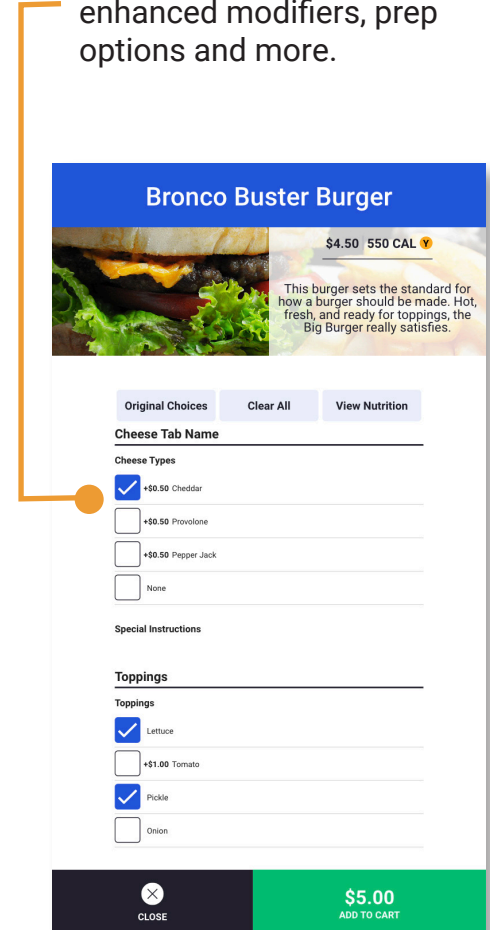 enhanced modifiers, prep
options and more.
Bronco Buster Burger
$4.50 550 CAL Y
This burger sets the standard for
how a burger should be made. Hot,
fresh, and ready for toppings, the
Big Burger really satisfies.
Original Choices Clear All View Nutrition
Cheese Tab Name
Cheese Types
+$0.50 Cheddar
+$0.50 Provolone
+$0.50 Pepper Jack
None
Special Instructions
Toppings
Toppings
Lettuce
+$1.00 Tomato
Pickle
Onion
CLOSE
$5.00
ADD TO CART